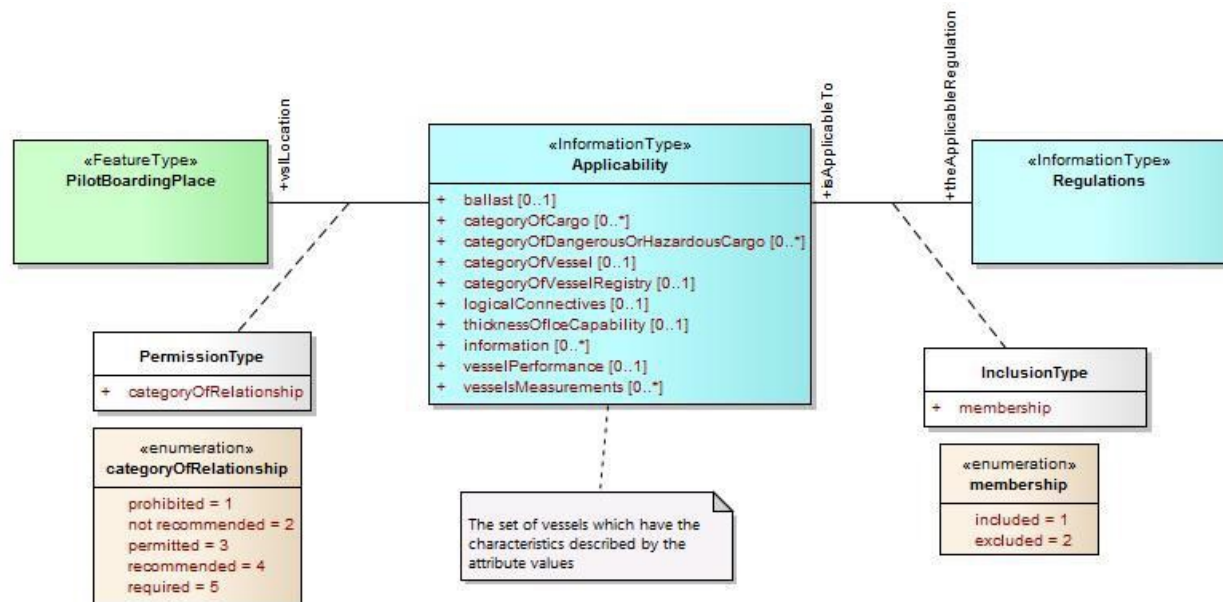 +vslLocation
+isApplicableTo
+theApplicableRegulation
«FeatureType»
PilotBoardingPlace
«InformationType»
Applicability
+ ballast [0..1]
+ categoryOfCargo [0..*]
+ categoryOfDangerousOrHazardousCargo [0..*]
+ categoryOfVessel [0..1]
+ categoryOfVesselRegistry [0..1]
+ logicalConnectives [0..1]
+ thicknessOfIceCapability [0..1]
+ information [0..*]
+ vesselPerformance [0..1]
+ vesselsMeasurements [0..*]
«InformationType»
Regulations
PermissionType
+ categoryOfRelationship
«enumeration»
categoryOfRelationship
prohibited = 1
not recommended = 2
permitted = 3
recommended = 4
required = 5
The set of vessels which have the
characteristics described by the
attribute values
InclusionType
+ membership
«enumeration»
membership
included = 1
excluded = 2